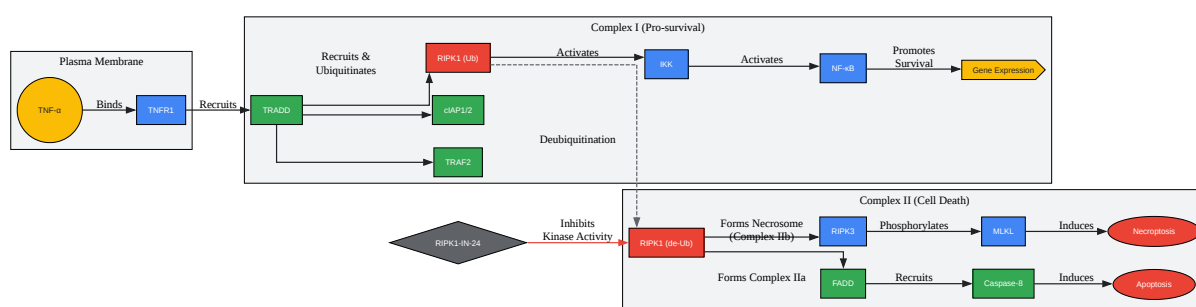 Complex I (Pro-survival)
Plasma Membrane
TNF-α
Binds
TNFR1
Recruits
TRADD
Recruits &
Ubiquitinates
RIPK1 (Ub)
cIAP1/2
TRAF2
Activates
IKK
Activates
NF-κB
Promotes
Survival
Gene Expression
Deubiquitination
Complex II (Cell Death)
RIPK1-IN-24
Inhibits
Kinase Activity
RIPK1 (de-Ub)
Forms Necrosome
(Complex IIb)
RIPK3
Phosphorylates
MLKL
Induces
Necroptosis
Forms Complex IIa
FADD
Recruits
Caspase-8
Induces
Apoptosis